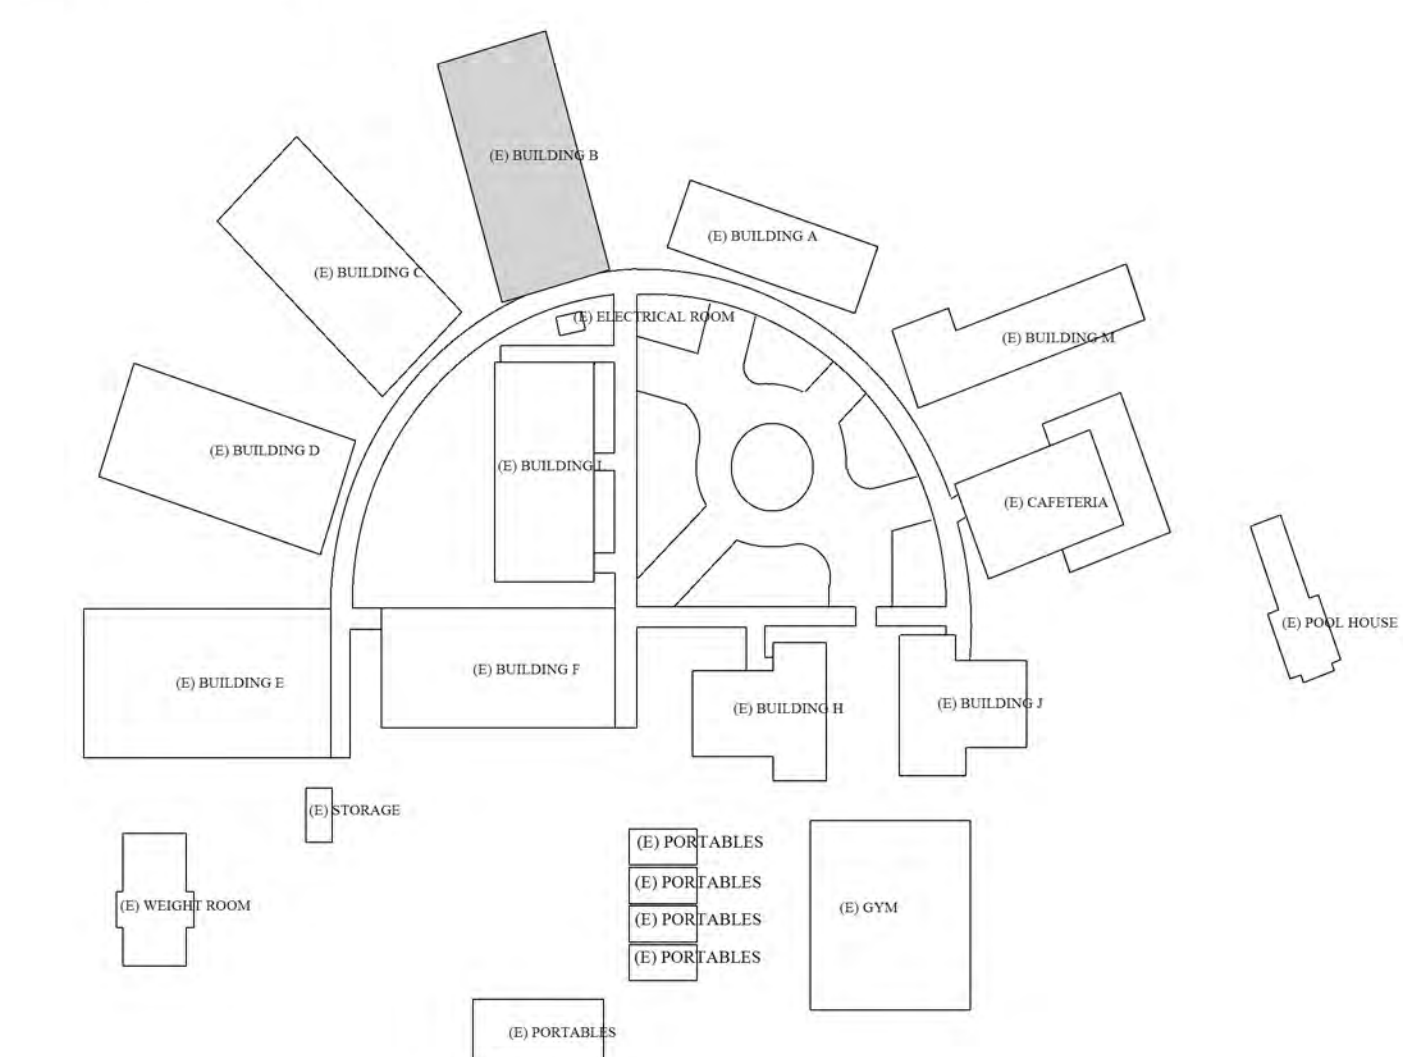 (E) BUILDING B
(E) BUILDING A
(E) BUILDING C
(E) ELECTRICAL ROOM
(E) BUILDING M
(E) BUILDING D
(E) BUILDING I
(E) CAFETERIA
(E) POOL HOUSE
(E) BUILDING F
(E) BUILDING E
(E) BUILDING H
(E) BUILDING J
(E) STORAGE
(E) PORTABLES
(E) PORTABLES
(E) WEIGHT ROOM
(E) GYM
(E) PORTABLES
(E) PORTABLES
(E) PORTABLES